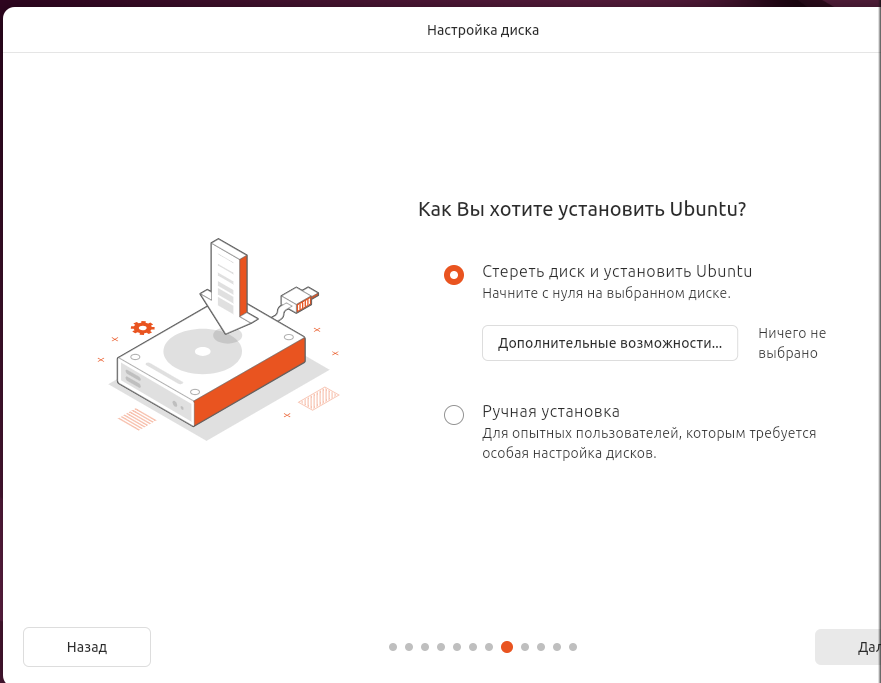 Настройка диска
Как Вы хотите установить Ubuntu?
Стереть диск и установить Ubuntu
Начните с нуля на выбранном диске.
Дополнительные возможности...
Ничего не
выбрано
Ручная установка
Для опытных пользователей, которым требуется
особая настройка дисков.
Назад